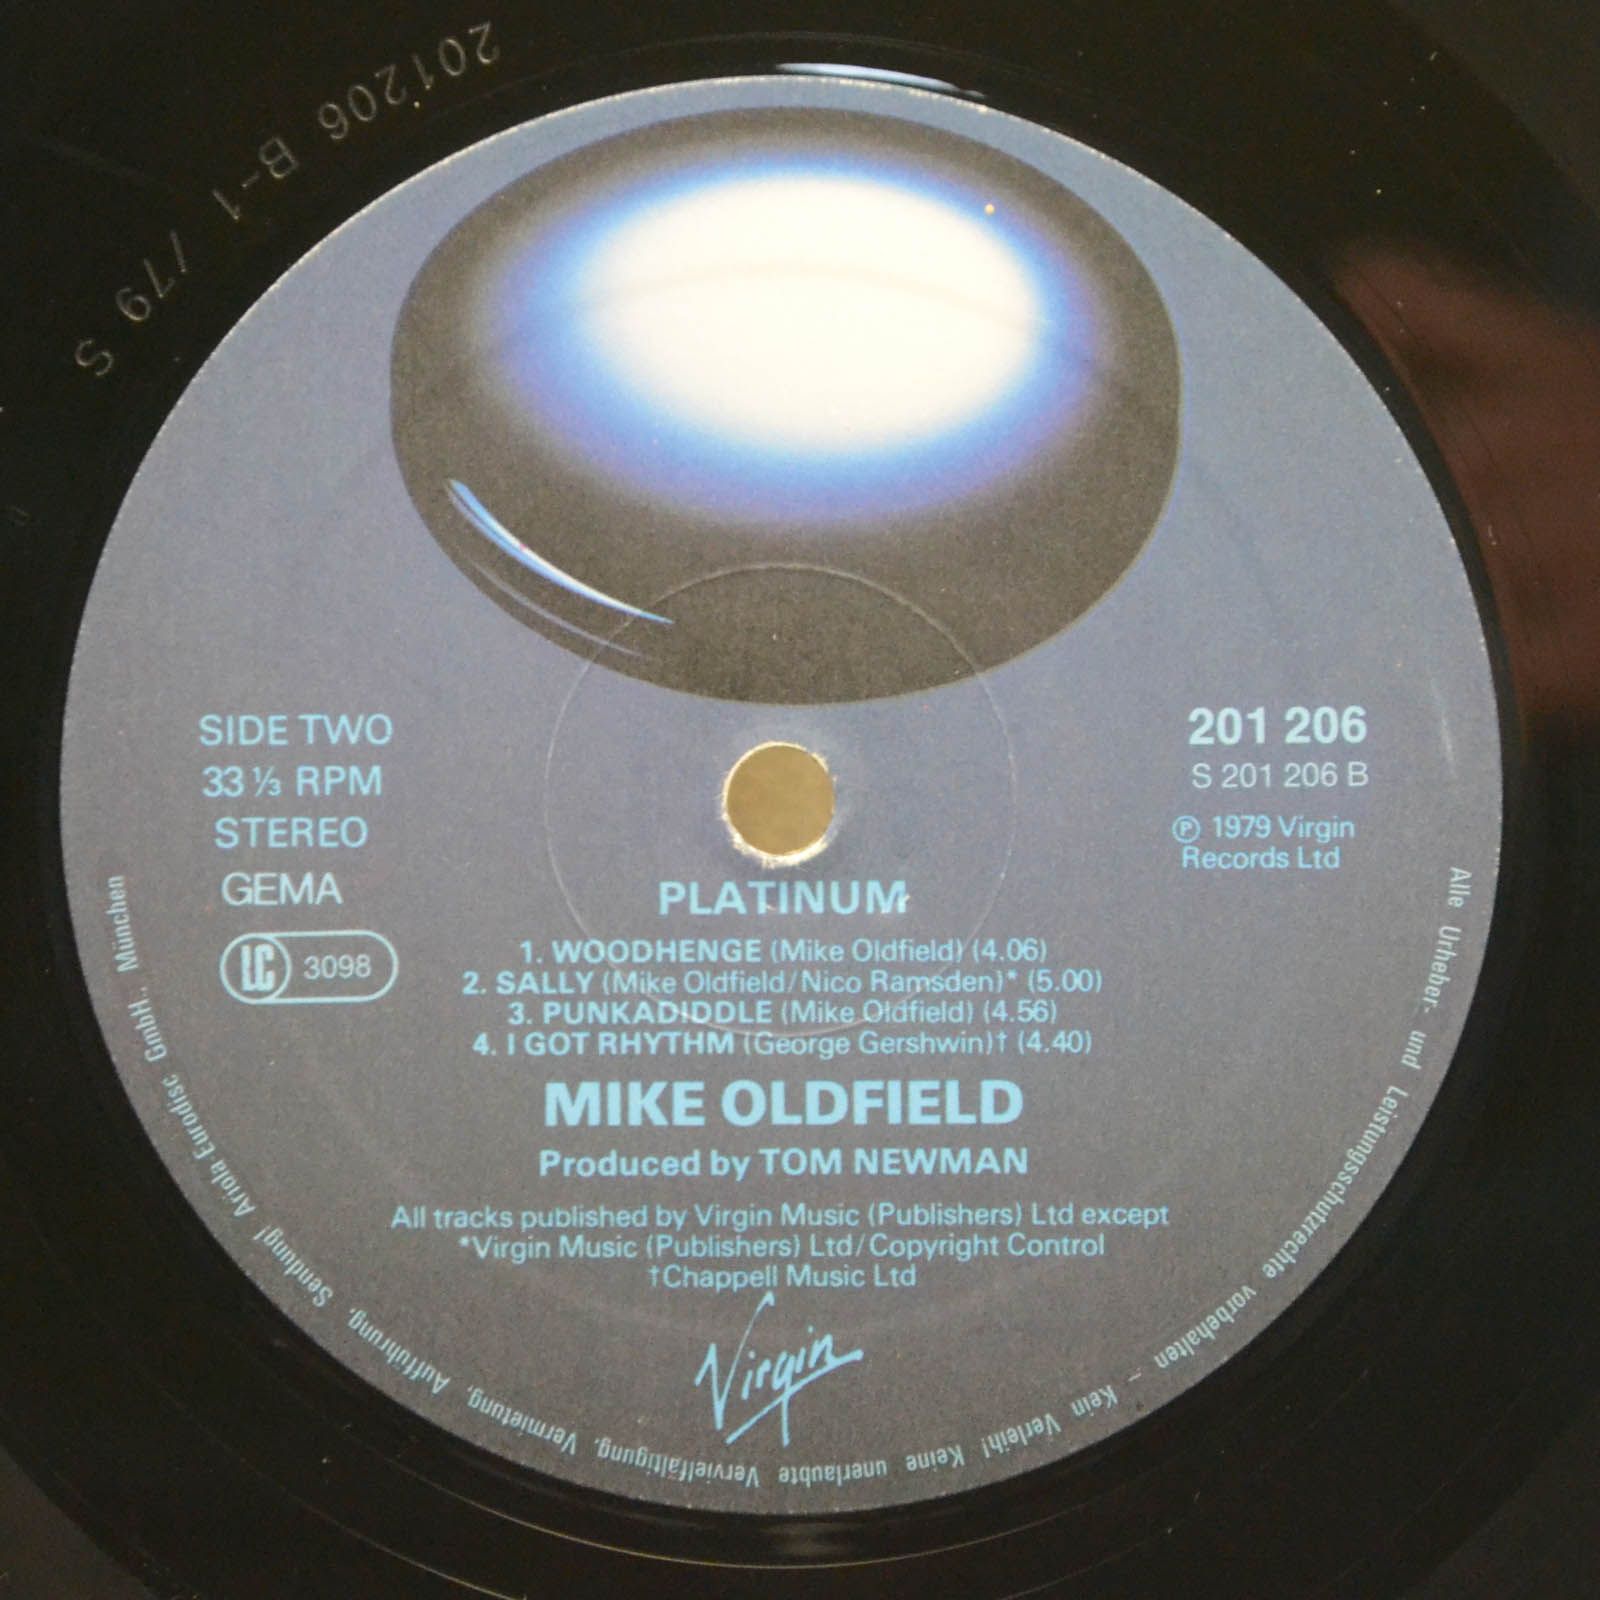 201206 B-1 /79 S
SIDE TWO
33 ⅓ RPM
STEREO
GEMA
LC 3098
201 206
S 201 206 B
℗ 1979 Virgin
Records Ltd
PLATINUM
1. WOODHENGE (Mike Oldfield) (4.06)
2. SALLY (Mike Oldfield/Nico Ramsden)* (5.00)
3. PUNKADIDDLE (Mike Oldfield) (4.56)
4. I GOT RHYTHM (George Gershwin)† (4.40)
MIKE OLDFIELD
Produced by TOM NEWMAN
All tracks published by Virgin Music (Publishers) Ltd except
*Virgin Music (Publishers) Ltd/Copyright Control
†Chappell Music Ltd
Virgin
Alle Urheber- und Leistungsschutzrechte vorbehalten – Kein Verleih! Keine unerlaubte Vervielfältigung, Vermietung, Aufführung, Sendung! Ariola Eurodisc GmbH., München